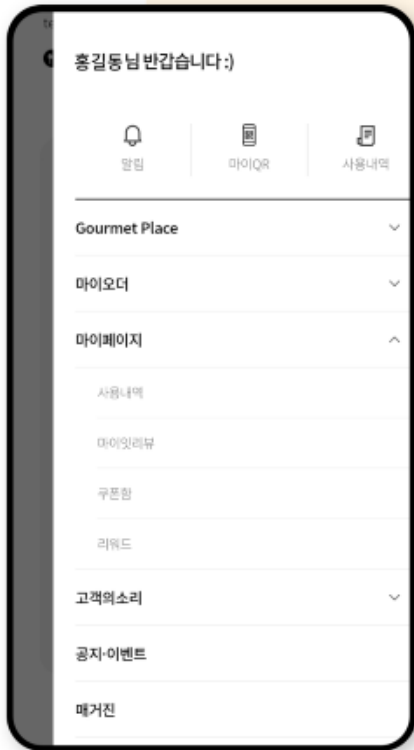 홍길동님 반갑습니다 :)
알림
마이QR
사용내역
Gourmet Place
마이오더
마이페이지
사용내역
마이잇리뷰
쿠폰함
리워드
고객의소리
공지·이벤트
매거진